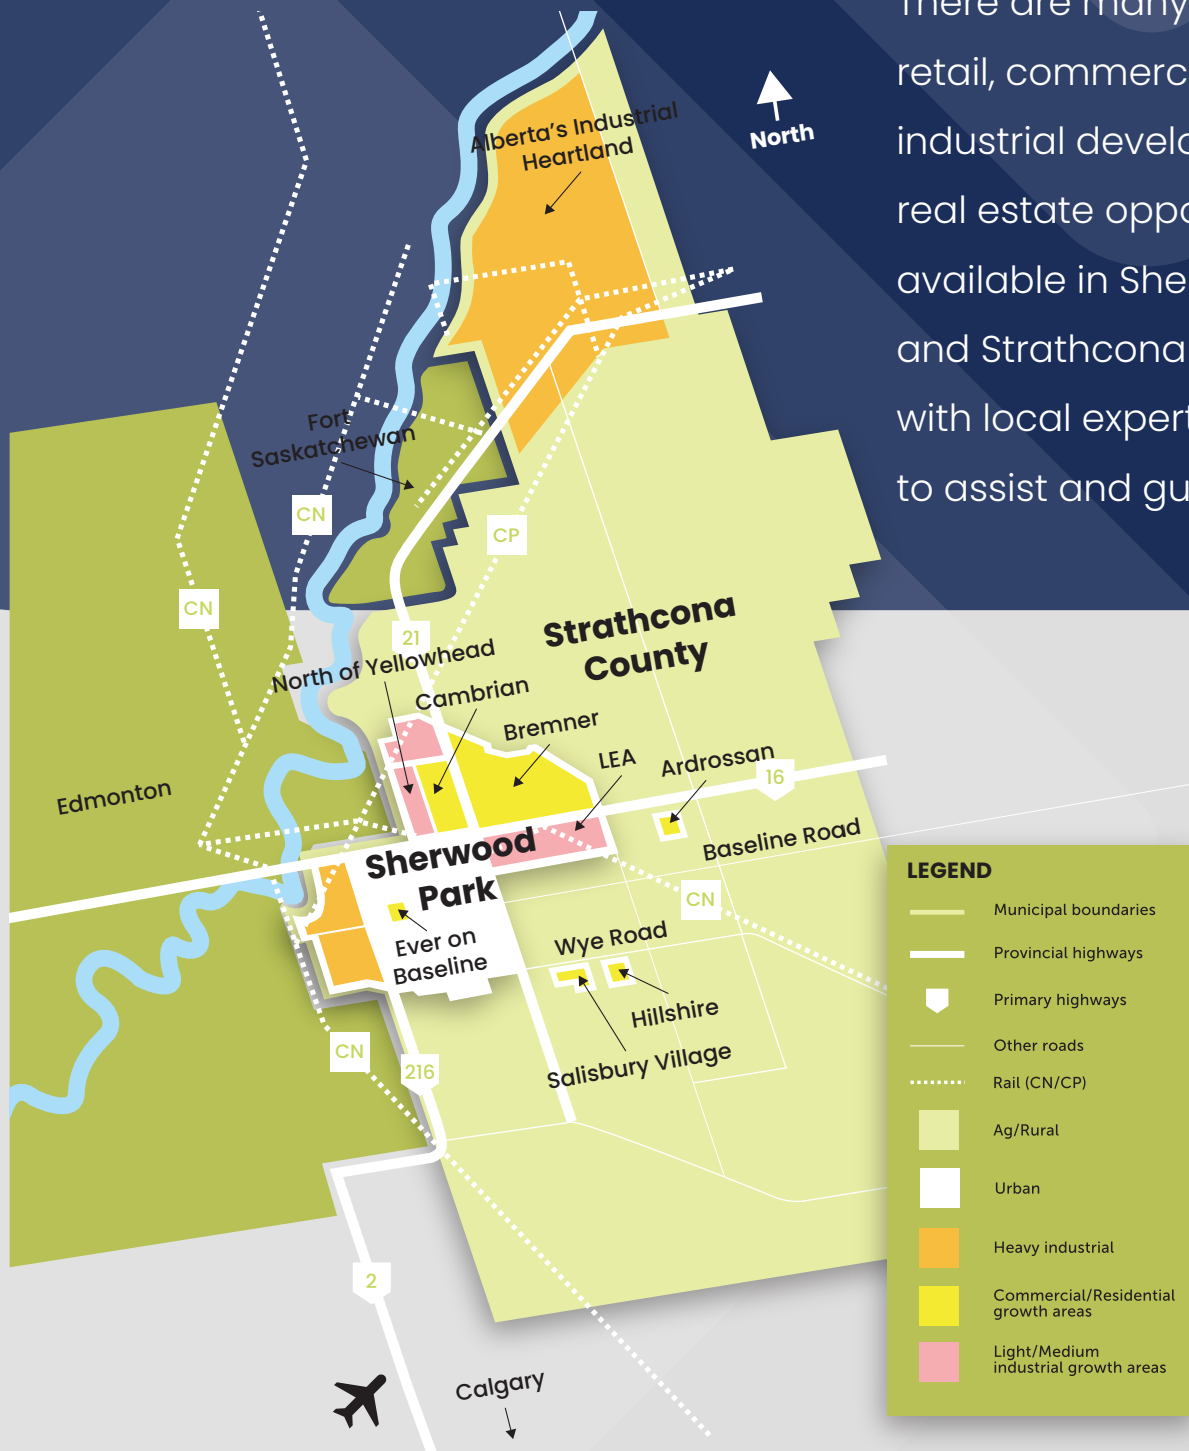 There are many
retail, commerc
industrial develo
real estate oppo
available in She
and Strathcona
with local expert
to assist and gu
North
Alberta’s Industrial
Heartland
Fort
Saskatchewan
CN
CP
CN
21
Strathcona
County
North of Yellowhead
Cambrian
Bremner
LEA
Ardrossan
16
Edmonton
Baseline Road
Sherwood
Park
CN
Ever on
Baseline
Wye Road
Hillshire
Salisbury Village
CN
216
2
Calgary
LEGEND
Municipal boundaries
Provincial highways
Primary highways
Other roads
Rail (CN/CP)
Ag/Rural
Urban
Heavy industrial
Commercial/Residential
growth areas
Light/Medium
industrial growth areas